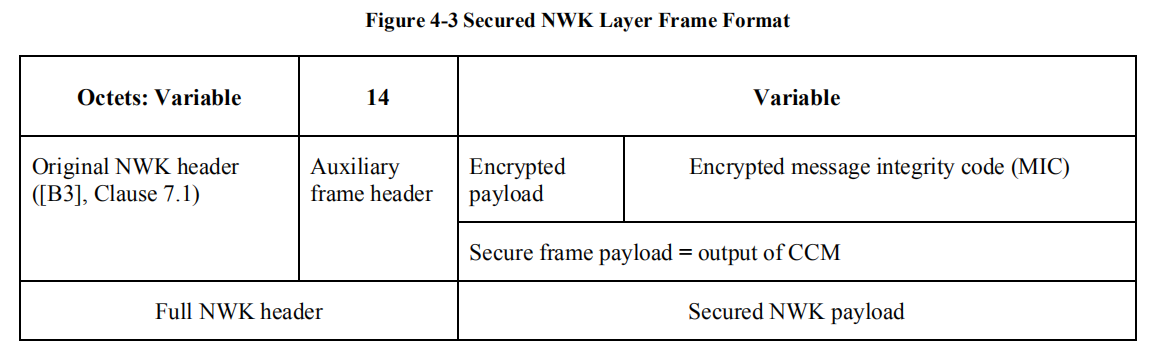 Figure 4-3 Secured NWK Layer Frame Format
Octets: Variable
14
Variable
Original NWK header
([B3], Clause 7.1)
Auxiliary
frame header
Encrypted
payload
Encrypted message integrity code (MIC)
Secure frame payload = output of CCM
Full NWK header
Secured NWK payload